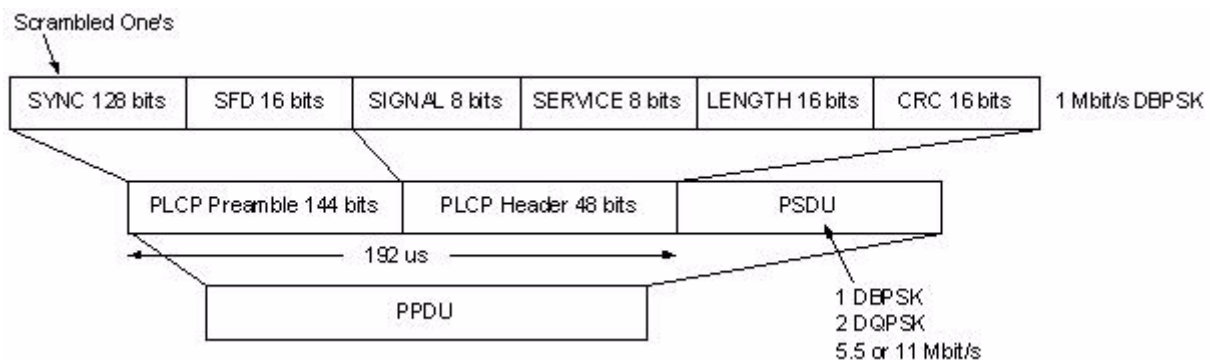 Scrambled One's
SYNC 128 bits SFD 16 bits SIGNAL 8 bits SERVICE 8 bits LENGTH 16 bits CRC 16 bits 1 Mbit/s DBPSK
PLCP Preamble 144 bits PLCP Header 48 bits PSDU
192 us
PPDU
1 DBPSK
2 DQPSK
5.5 or 11 Mbit/s